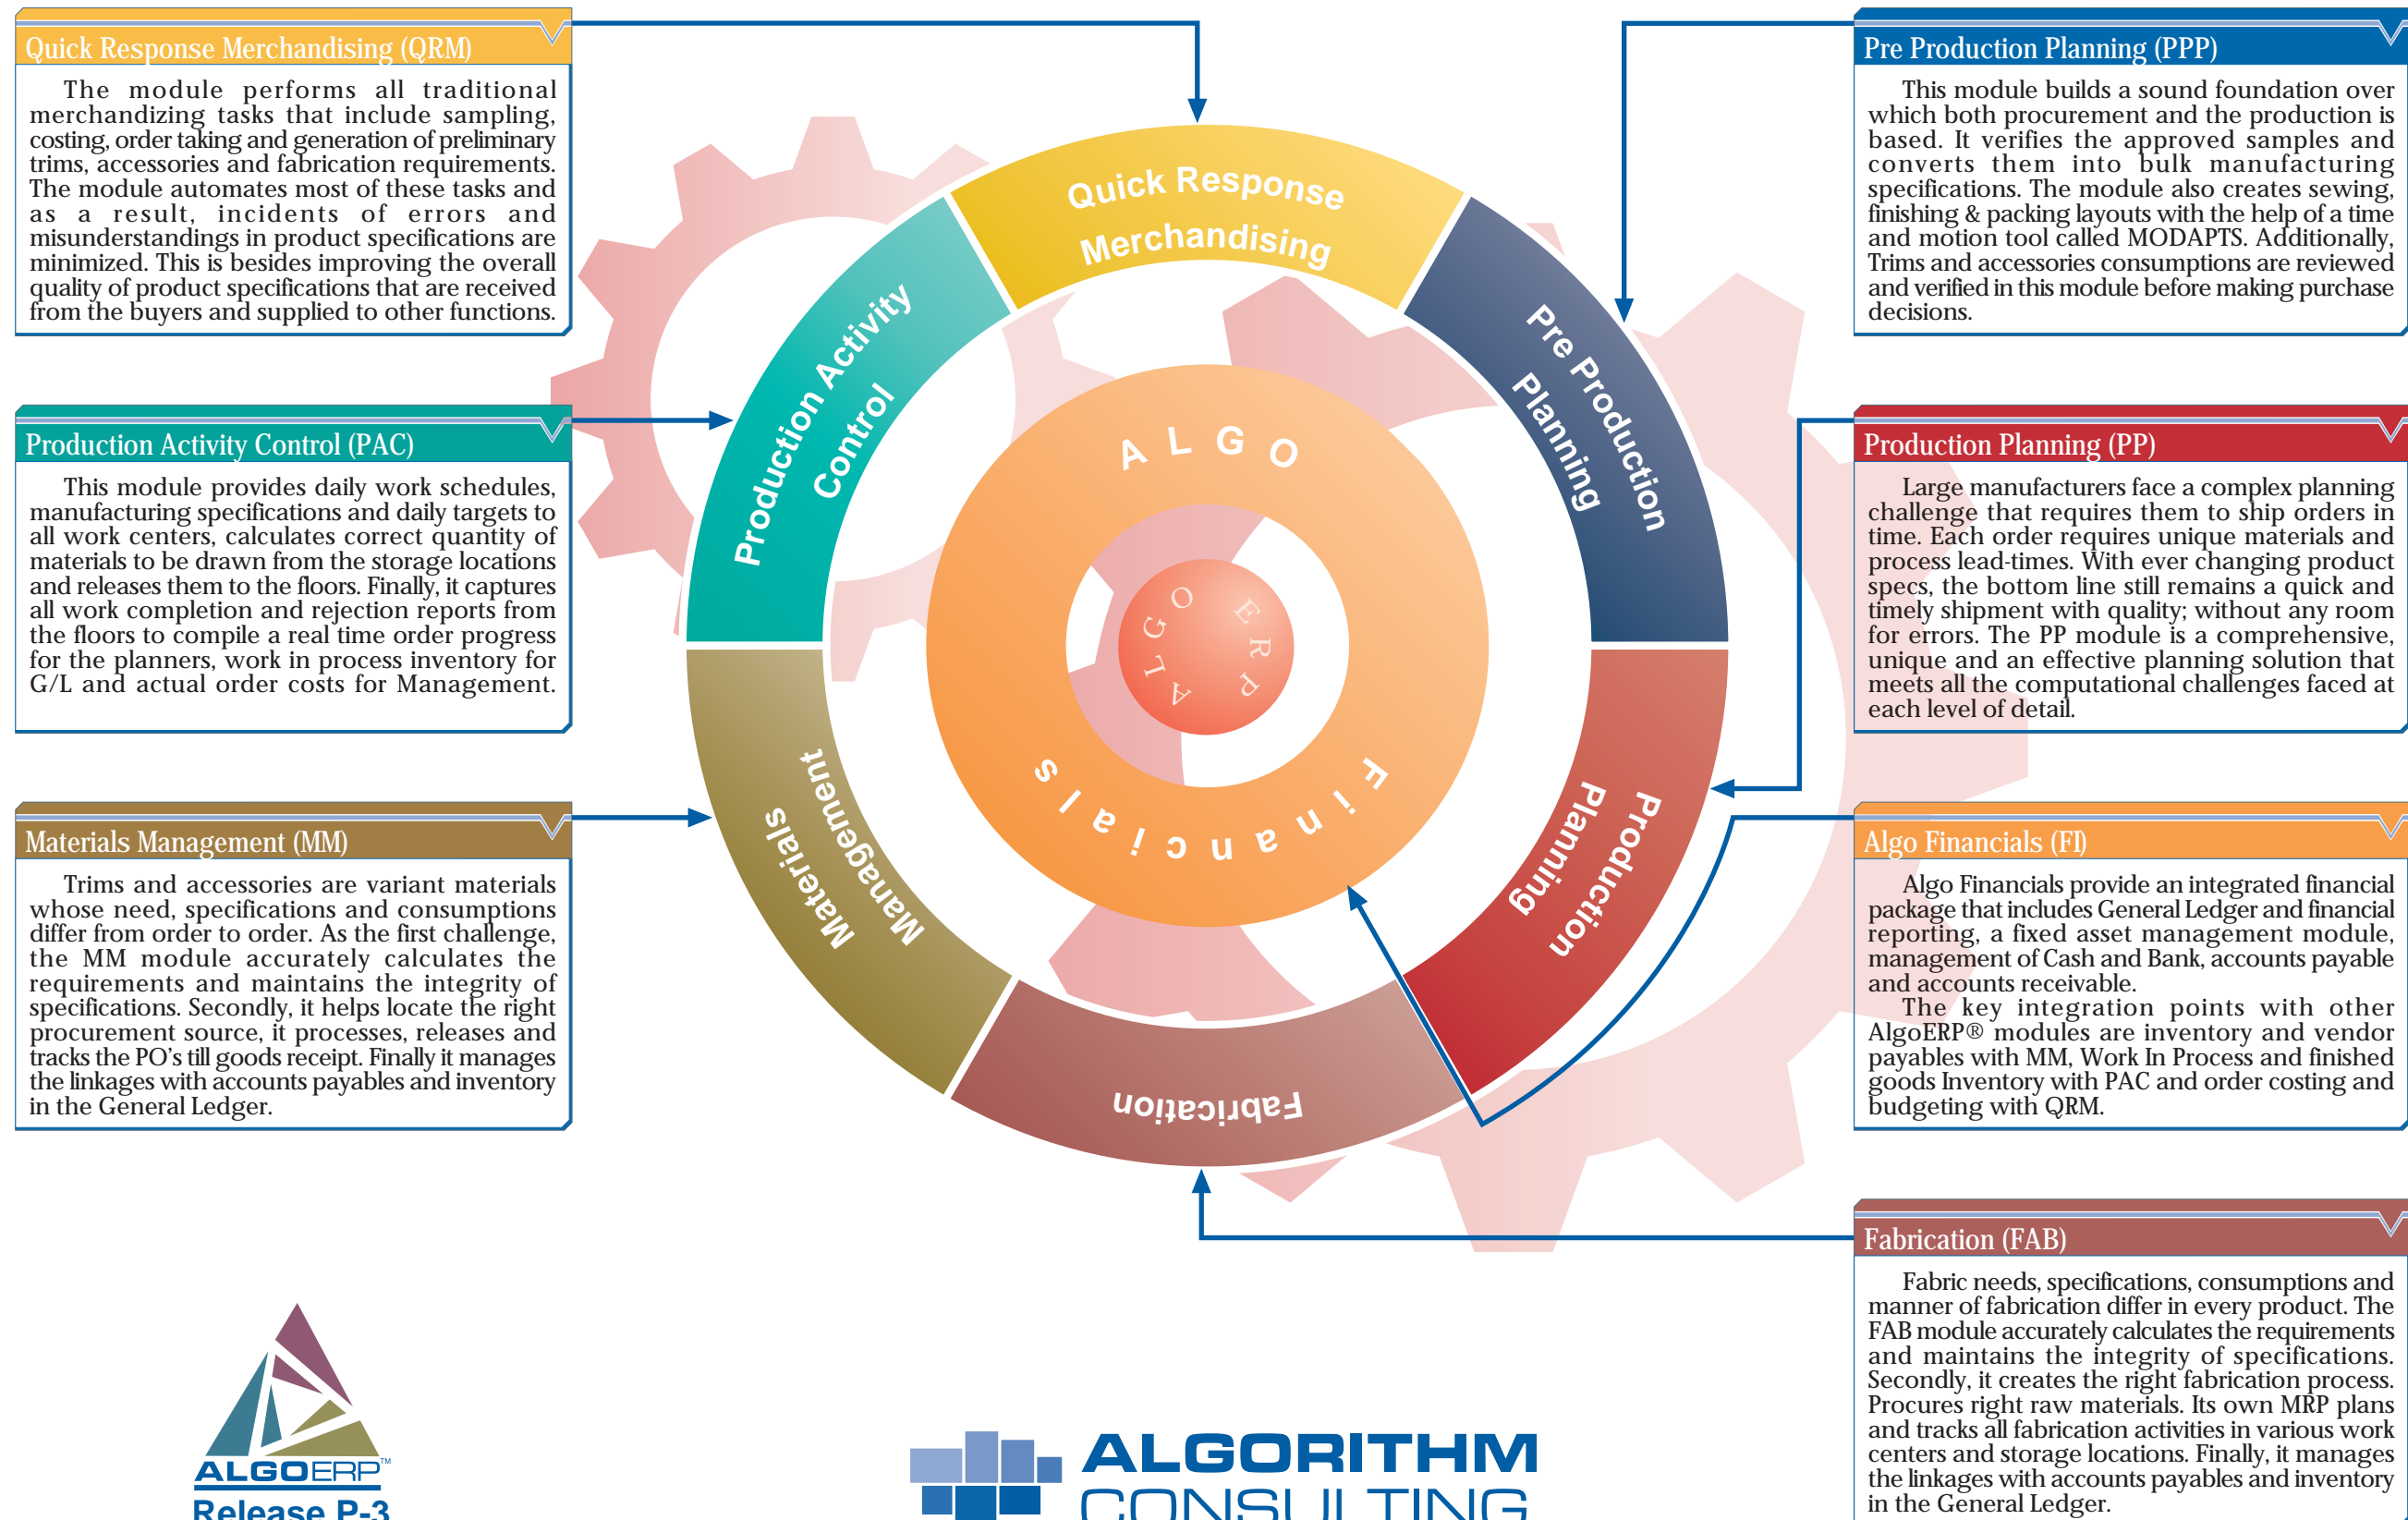 Quick Response Merchandising (QRM)
The module performs all traditional
merchandizing tasks that include sampling,
costing, order taking and generation of preliminary
trims, accessories and fabrication requirements.
The module automates most of these tasks and
as a result, incidents of errors and
misunderstandings in product specifications are
minimized. This is besides improving the overall
quality of product specifications that are received
from the buyers and supplied to other functions.
Production Activity Control (PAC)
This module provides daily work schedules,
manufacturing specifications and daily targets to
all work centers, calculates correct quantity of
materials to be drawn from the storage locations
and releases them to the floors. Finally, it captures
all work completion and rejection reports from
the floors to compile a real time order progress
for the planners, work in process inventory for
G/L and actual order costs for Management.
Materials Management (MM)
Trims and accessories are variant materials
whose need, specifications and consumptions
differ from order to order. As the first challenge,
the MM module accurately calculates the
requirements and maintains the integrity of
specifications. Secondly, it helps locate the right
procurement source, it processes, releases and
tracks the PO's till goods receipt. Finally it manages
the linkages with accounts payables and inventory
in the General Ledger.
Quick Response
Merchandising
Pre Production
Planning
Production
Planning
Fabrication
Materials
Management
Production Activity
Control
ALGO
Financials
ALGO ERP
Pre Production Planning (PPP)
This module builds a sound foundation over
which both procurement and the production is
based. It verifies the approved samples and
converts them into bulk manufacturing
specifications. The module also creates sewing,
finishing & packing layouts with the help of a time
and motion tool called MODAPTS. Additionally,
Trims and accessories consumptions are reviewed
and verified in this module before making purchase
decisions.
Production Planning (PP)
Large manufacturers face a complex planning
challenge that requires them to ship orders in
time. Each order requires unique materials and
process lead-times. With ever changing product
specs, the bottom line still remains a quick and
timely shipment with quality; without any room
for errors. The PP module is a comprehensive,
unique and an effective planning solution that
meets all the computational challenges faced at
each level of detail.
Algo Financials (FI)
Algo Financials provide an integrated financial
package that includes General Ledger and financial
reporting, a fixed asset management module,
management of Cash and Bank, accounts payable
and accounts receivable.
The key integration points with other
AlgoERP® modules are inventory and vendor
payables with MM, Work In Process and finished
goods Inventory with PAC and order costing and
budgeting with QRM.
Fabrication (FAB)
Fabric needs, specifications, consumptions and
manner of fabrication differ in every product. The
FAB module accurately calculates the requirements
and maintains the integrity of specifications.
Secondly, it creates the right fabrication process.
Procures right raw materials. Its own MRP plans
and tracks all fabrication activities in various work
centers and storage locations. Finally, it manages
the linkages with accounts payables and inventory
in the General Ledger.
ALGOERP™
Release P-3
ALGORITHM
CONSULTING